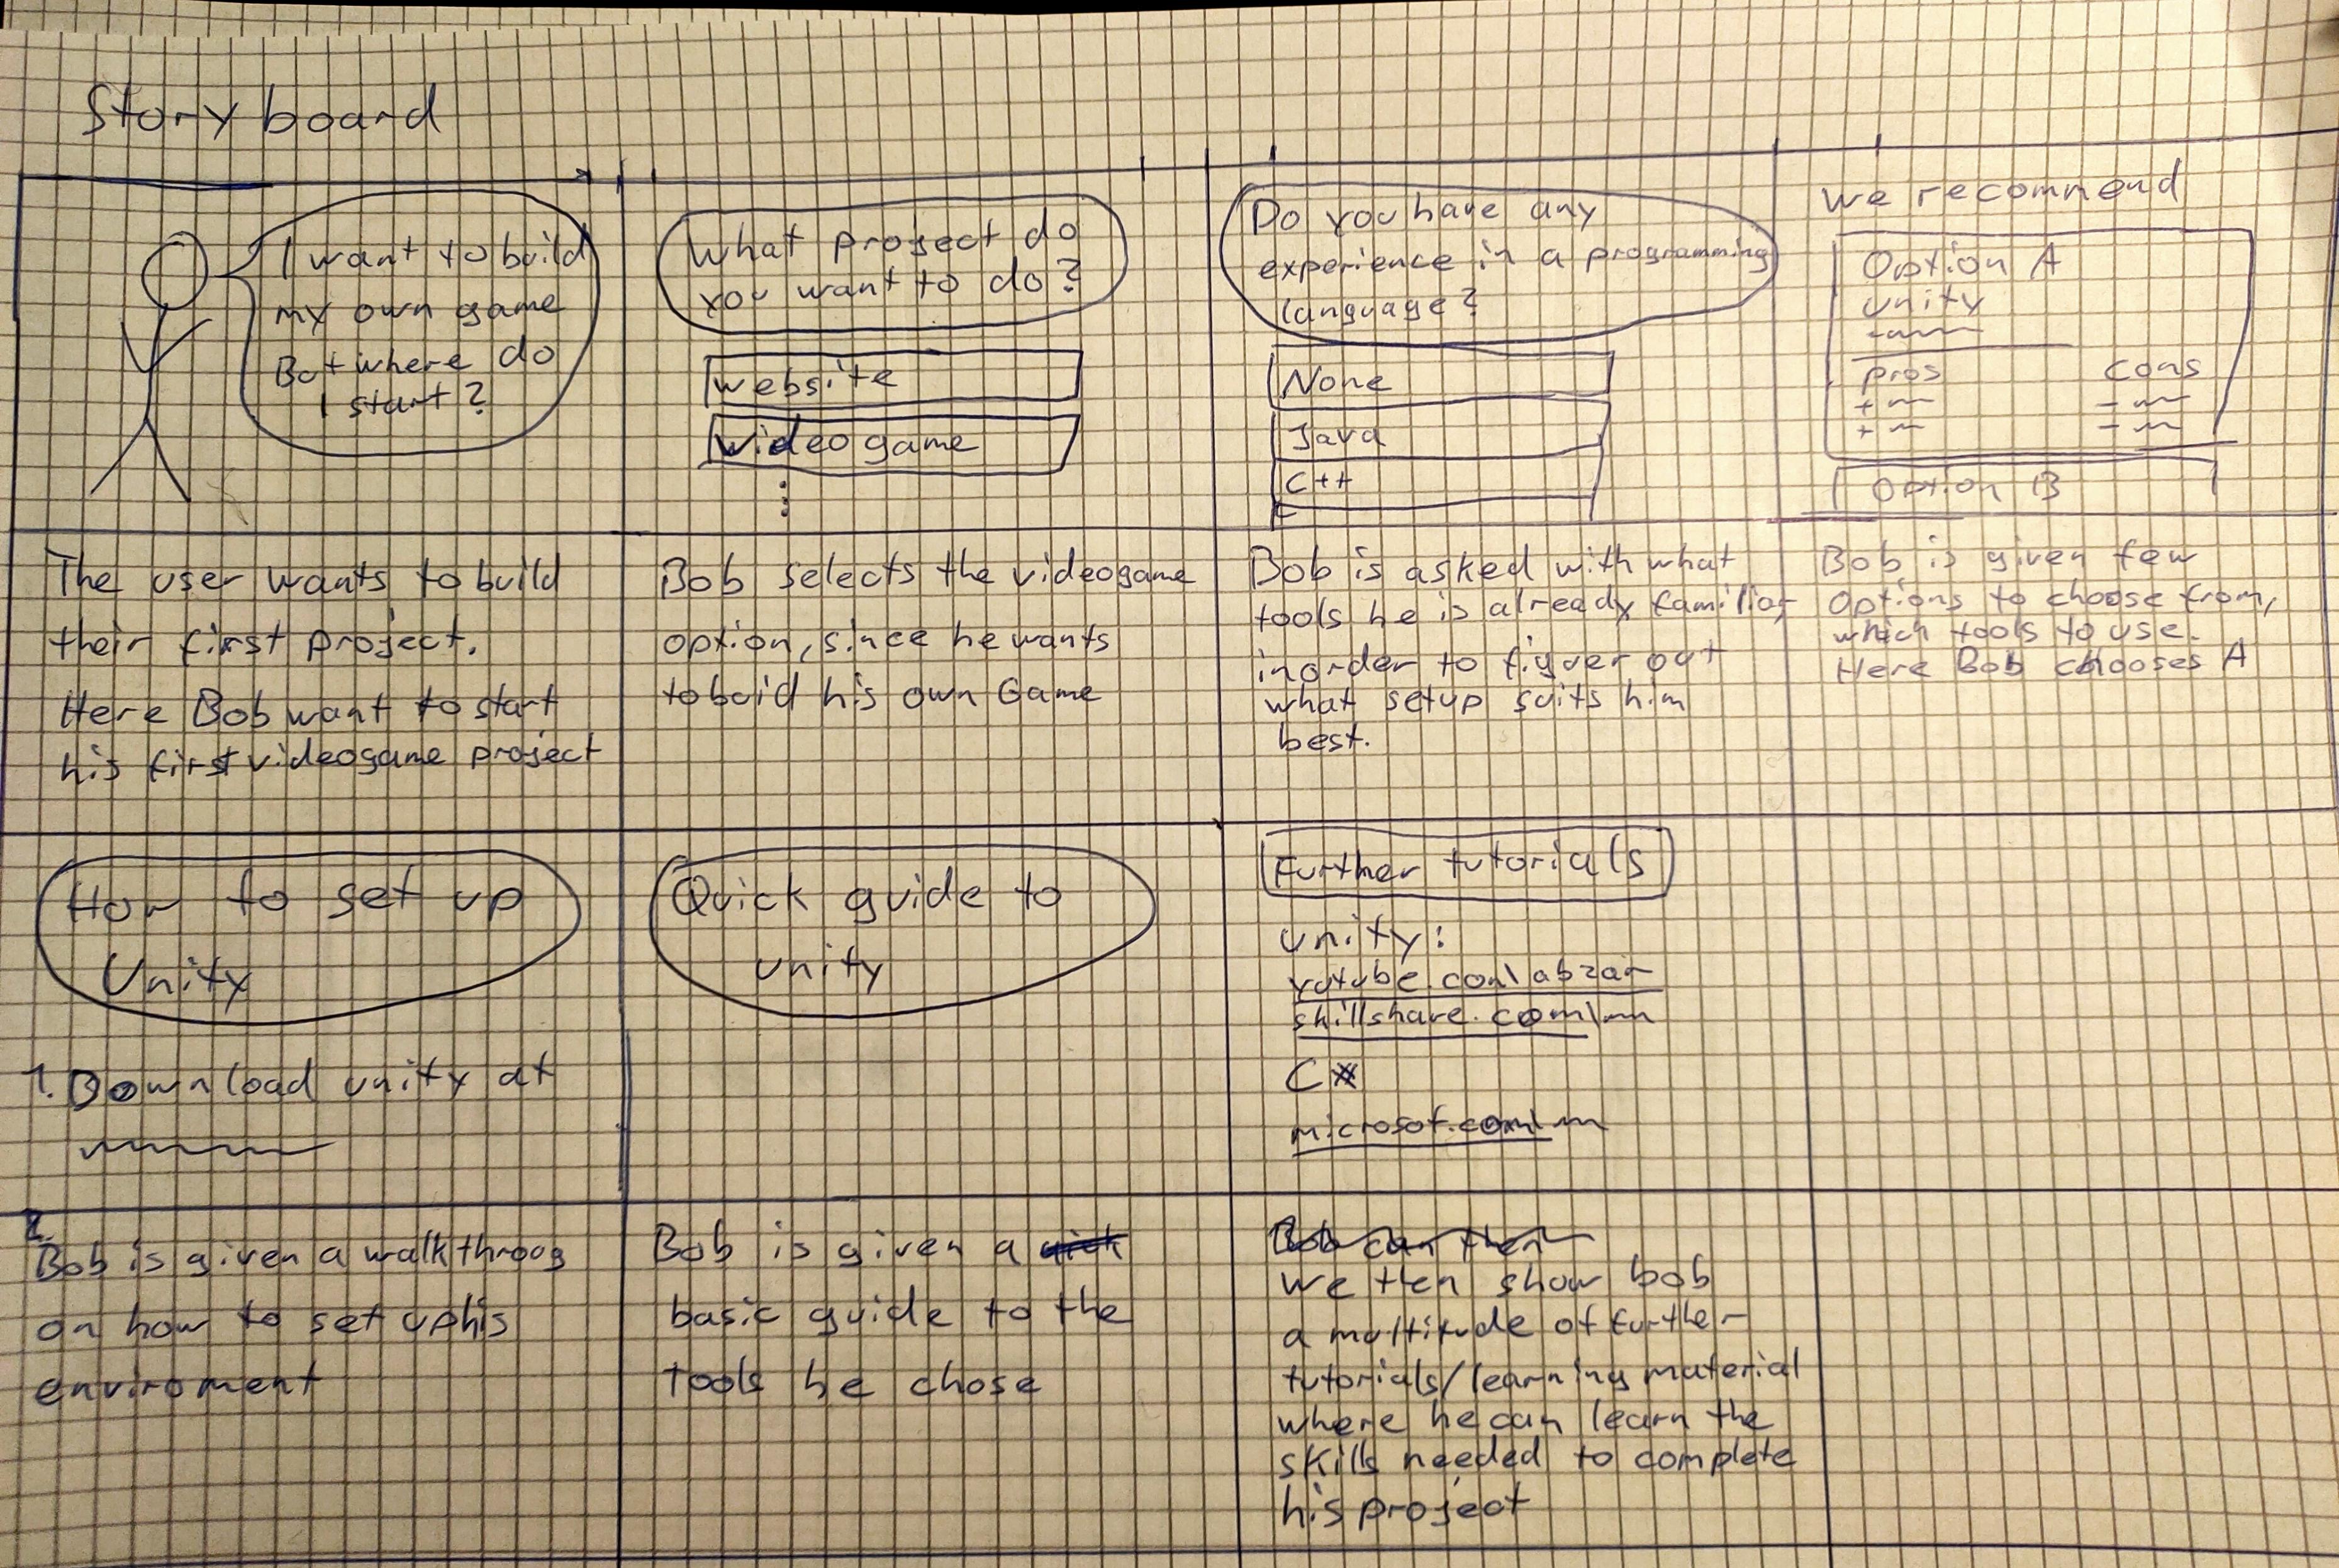 Story board
I want to build
my own game
But where do
I start?
What project do
you want to do?
website
videogame
Do you have any
experience in a programming
language?
None
Java
C++
C
we recommend
Option A
unity
pros cons
+ -
+ -
Option B
The user wants to build
their first project.
Here Bob want to start
his first videogame project
Bob selects the videogame
option, since he wants
to buid his own Game
Bob is asked with what
tools he is already familiar
inorder to figuer out
what setup suits him
best.
Bob is given few
options to choose from,
which tools to use.
Here Bob chooses A
How to set up
Unity
1. Download unity at
2.
Quick guide to
unity
Further tutorials
unity:
yutube.com\
skillshare.com\
C#
microsof.com\
Bob is given a walkthroug
on how to set up his
enviroment
Bob is given a
basic guide to the
tools he chose
Bob can then
we then show bob
a multitude of further
tutorials/learning material
where he can learn the
skills needed to complete
his project